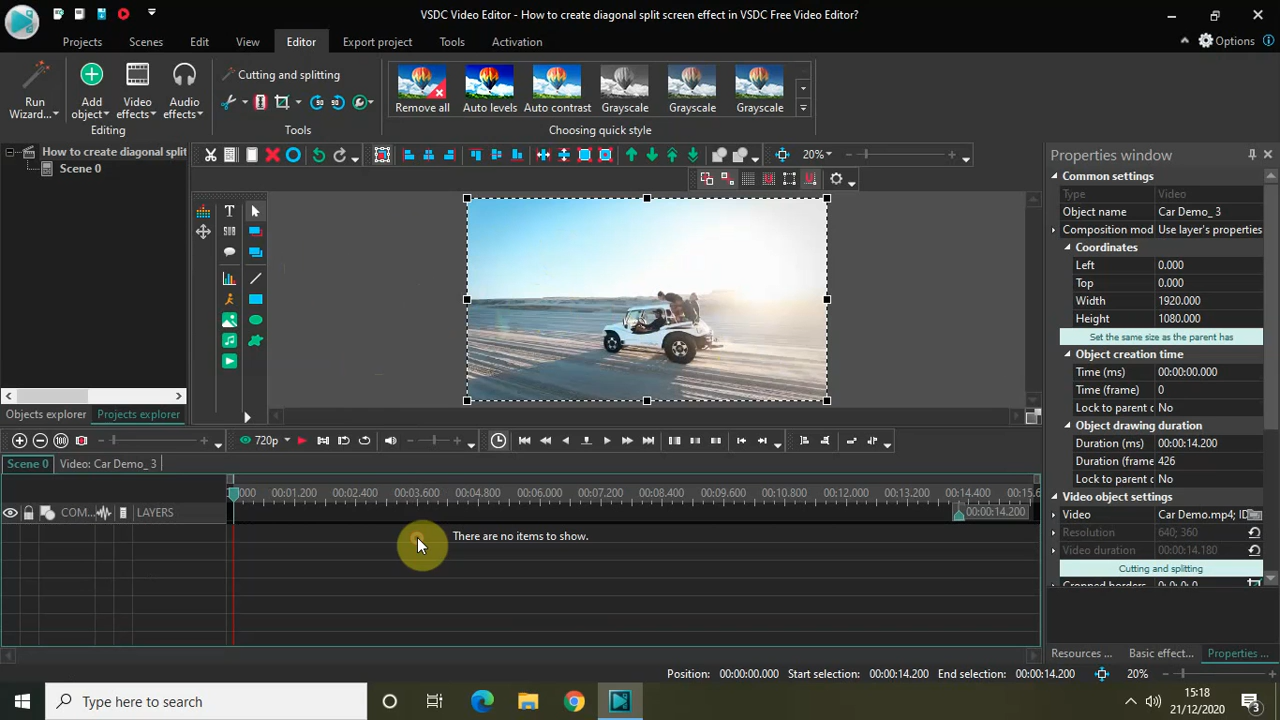 VSDC Video Editor - How to create diagonal split screen effect in VSDC Free Video Editor?
Projects Scenes Edit View Editor Export project Tools Activation Options
Run Wizard...
Add object
Video effects
Audio effects
Editing
Cutting and splitting
Tools
Remove all Auto levels Auto contrast Grayscale Grayscale Grayscale
Choosing quick style
How to create diagonal split
Scene 0
Objects explorer Projects explorer
20%
Properties window
Common settings
Type Video
Object name Car Demo_ 3
Composition mod Use layer's properties
Coordinates
Left 0.000
Top 0.000
Width 1920.000
Height 1080.000
Set the same size as the parent has
Object creation time
Time (ms) 00:00:00.000
Time (frame) 0
Lock to parent No
Object drawing duration
Duration (ms) 00:00:14.200
Duration (frame 426
Lock to parent No
Video object settings
Video Car Demo.mp4; ID
Resolution 640; 360
Video duration 00:00:14.180
Cutting and splitting
Cropped borders 0; 0; 0; 0
Resources ... Basic effect... Properties ...
720p
Scene 0 Video: Car Demo_ 3
000 00:01.200 00:02.400 00:03.600 00:04.800 00:06.000 00:07.200 00:08.400 00:09.600 00:10.800 00:12.000 00:13.200 00:14.400 00:15.6
COM... LAYERS
00:00:14.200
There are no items to show.
Position: 00:00:00.000 Start selection: 00:00:14.200 End selection: 00:00:14.200 20%
Type here to search
15:18
21/12/2020
3